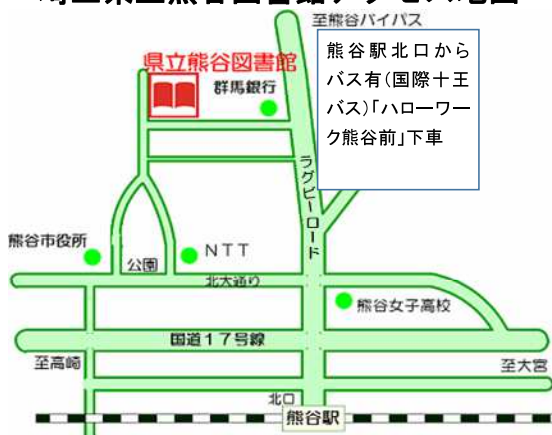 至熊谷バイパス
熊谷駅北口から
バス有(国際十王
バス)「ハローワー
ク熊谷前」下車
県立熊谷図書館
群馬銀行
ラグビーロード
熊谷市役所
公園
NTT
北大通り
熊谷女子高校
国道17号線
至高崎
至大宮
北口
熊谷駅